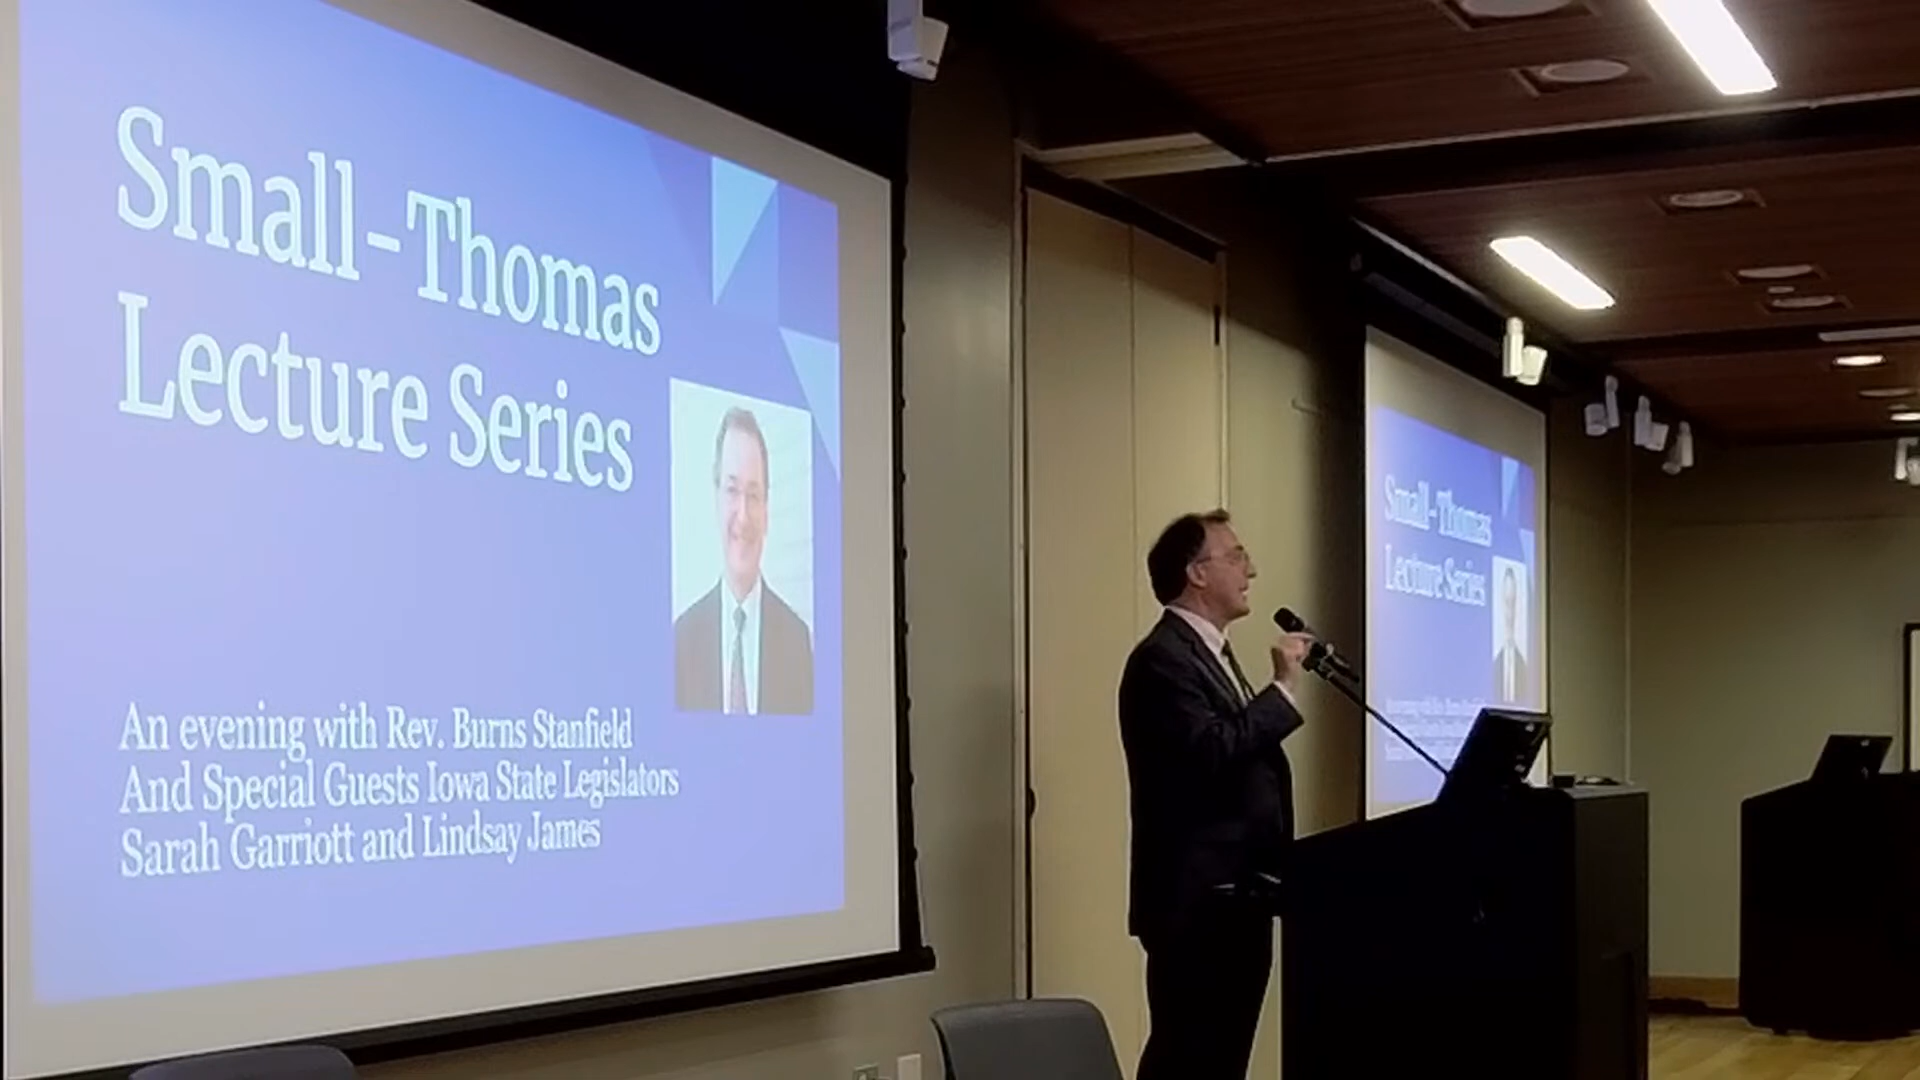 Small-Thomas
Lecture Series
An evening with Rev. Burns Stanfield
And Special Guests Iowa State Legislators
Sarah Garriott and Lindsay James
Small-Thomas
Lecture Series